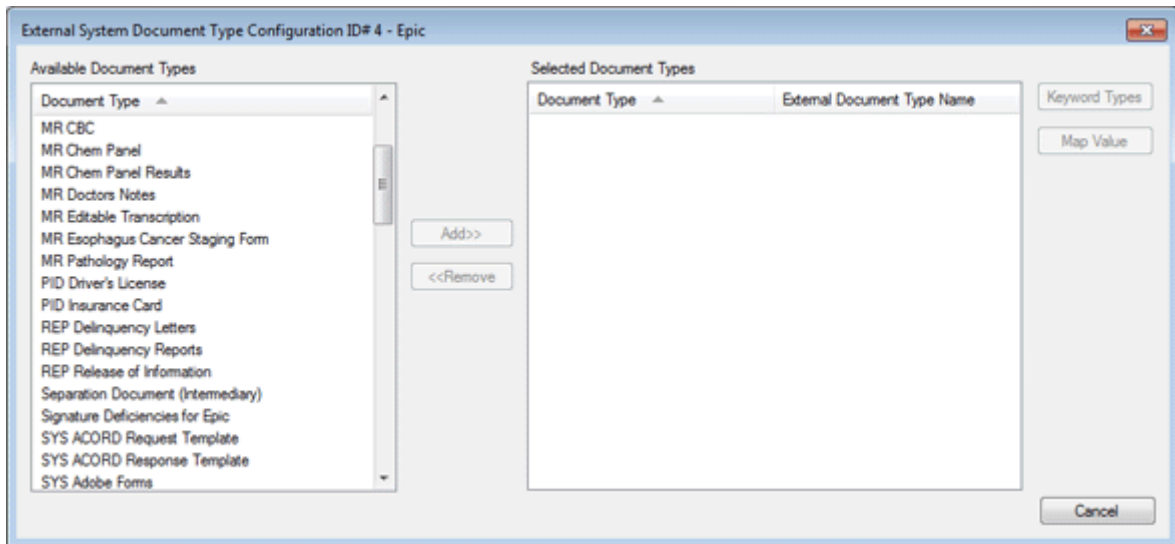 External System Document Type Configuration ID# 4 - Epic
Available Document Types
Selected Document Types
Document Type
Document Type
External Document Type Name
Keyword Types
Map Value
MR CBC
MR Chem Panel
MR Chem Panel Results
MR Doctors Notes
MR Editable Transcription
MR Esophagus Cancer Staging Form
MR Pathology Report
PID Driver's License
PID Insurance Card
REP Delinquency Letters
REP Delinquency Reports
REP Release of Information
Separation Document (Intermediary)
Signature Deficiencies for Epic
SYS ACORD Request Template
SYS ACORD Response Template
SYS Adobe Forms
Add>>
<<Remove
Cancel